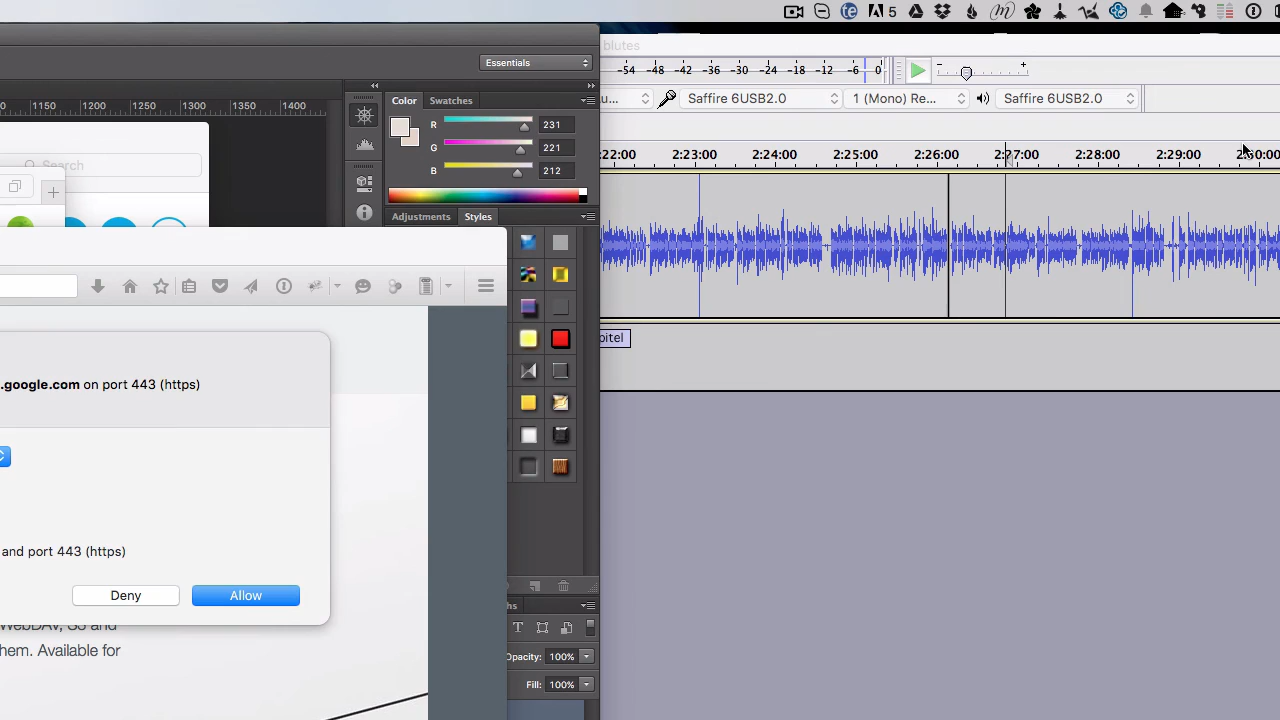 5
blutes
Essentials
-54 -48 -42 -36 -30 -24 -18 -12 -6 0
- +
1150 1200 1250 1300 1350 1400
Color Swatches
u... Saffire 6USB2.0 1 (Mono) Re... Saffire 6USB2.0
R 231
G 221
B 212
2:23:00 2:24:00 2:25:00 2:26:00 2:27:00 2:28:00 2:29:00
Search
Adjustments Styles
pitel
.google.com on port 443 (https)
and port 443 (https)
Deny Allow
WebDAV, S3 and
hem. Available for
hs
T
Opacity: 100%
Fill: 100%